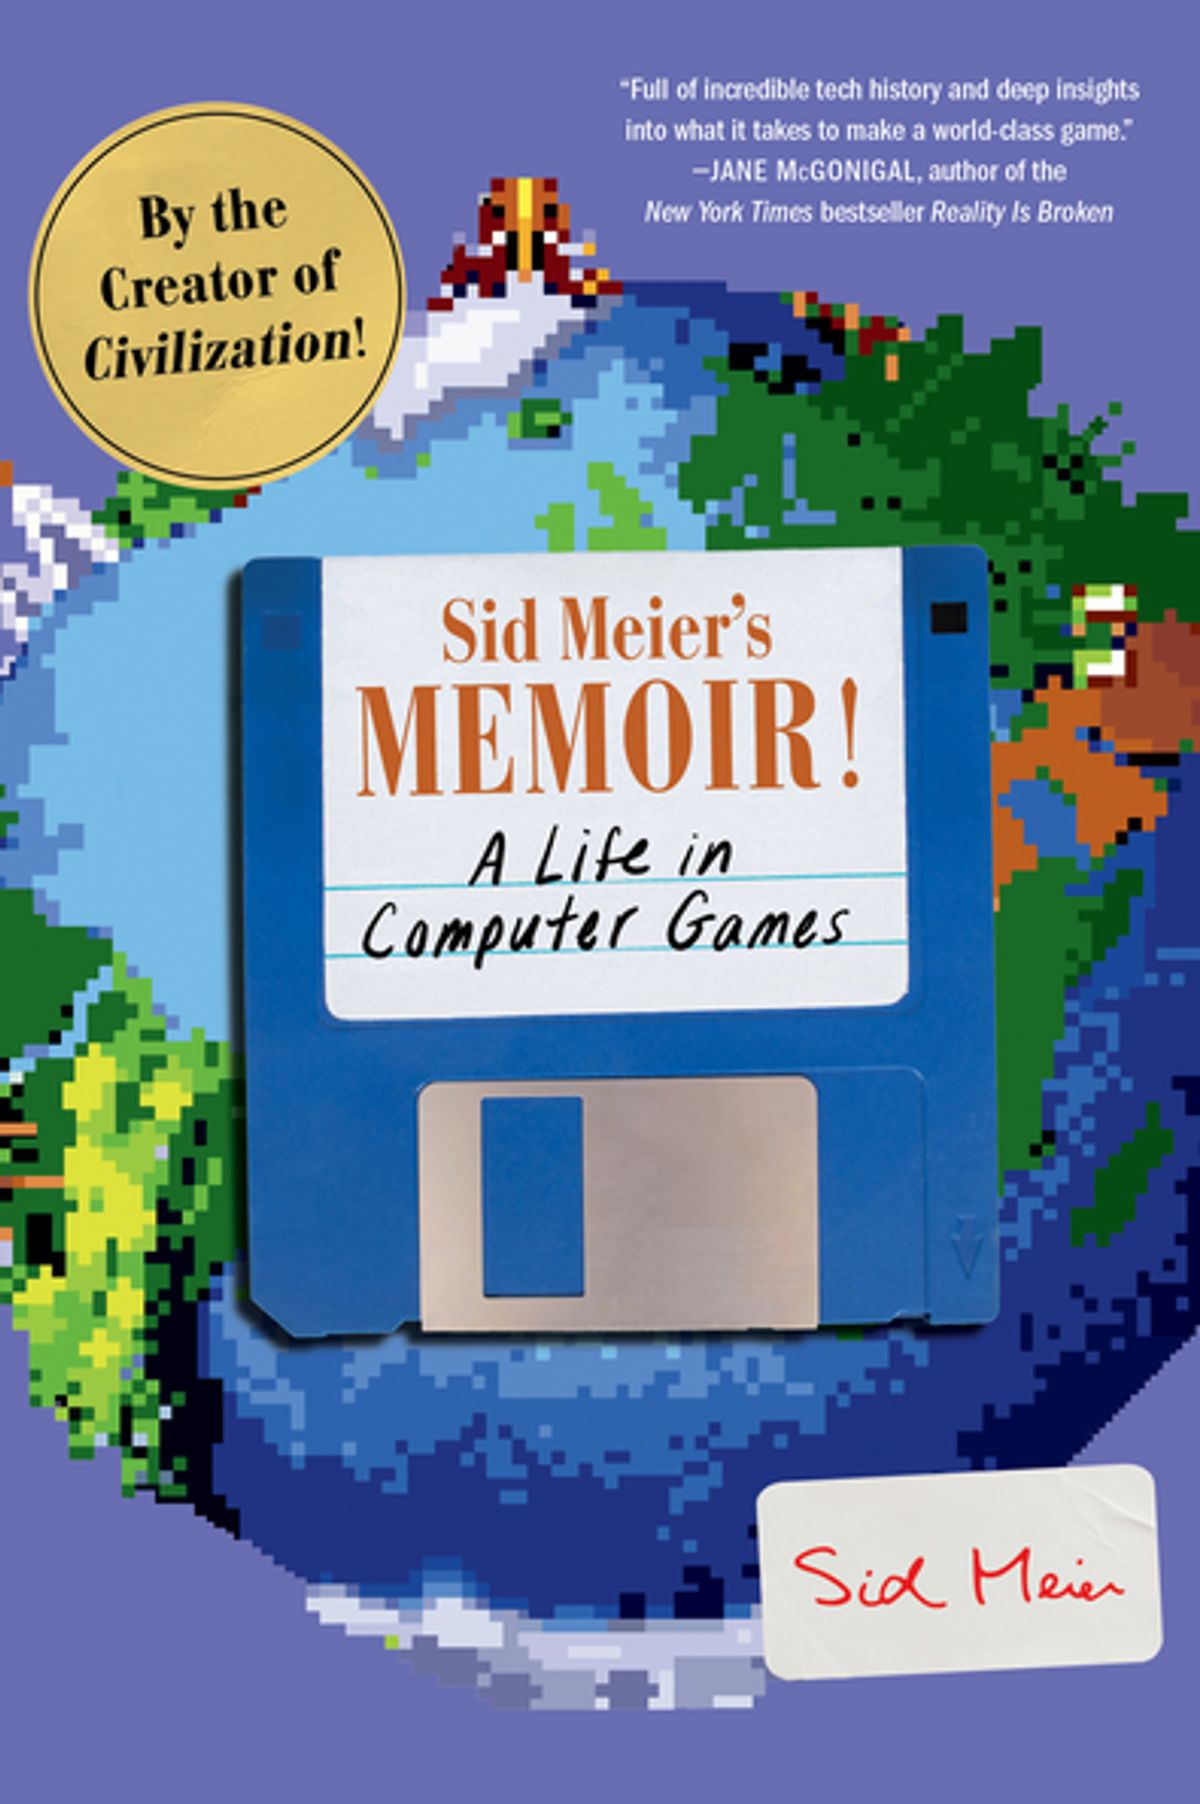 “Full of incredible tech history and deep insights
into what it takes to make a world-class game.”
—JANE McGONIGAL, author of the
New York Times bestseller Reality Is Broken
By the
Creator of
Civilization!
Sid Meier’s
MEMOIR!
A Life in
Computer Games
Sid Meier